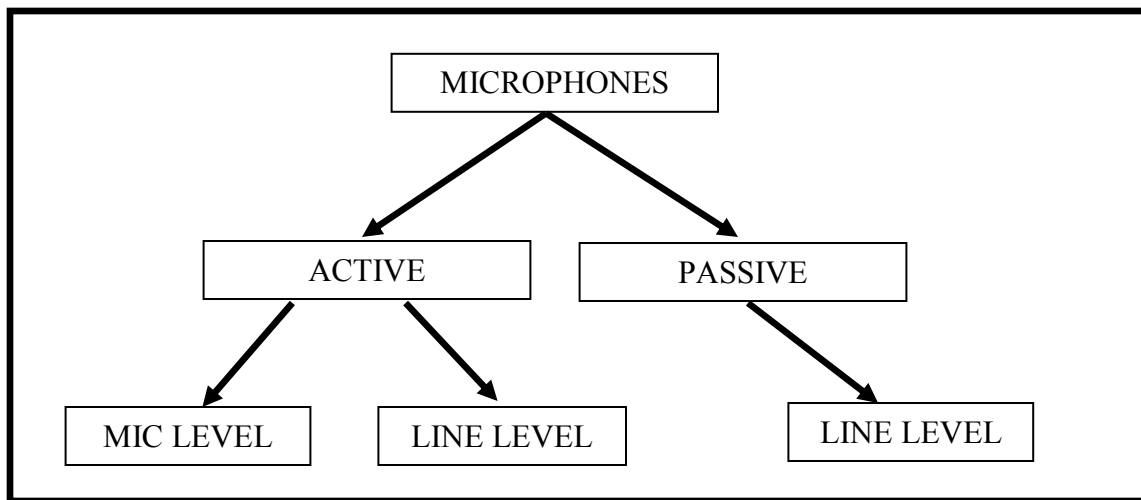 MICROPHONES
ACTIVE
PASSIVE
MIC LEVEL
LINE LEVEL
LINE LEVEL